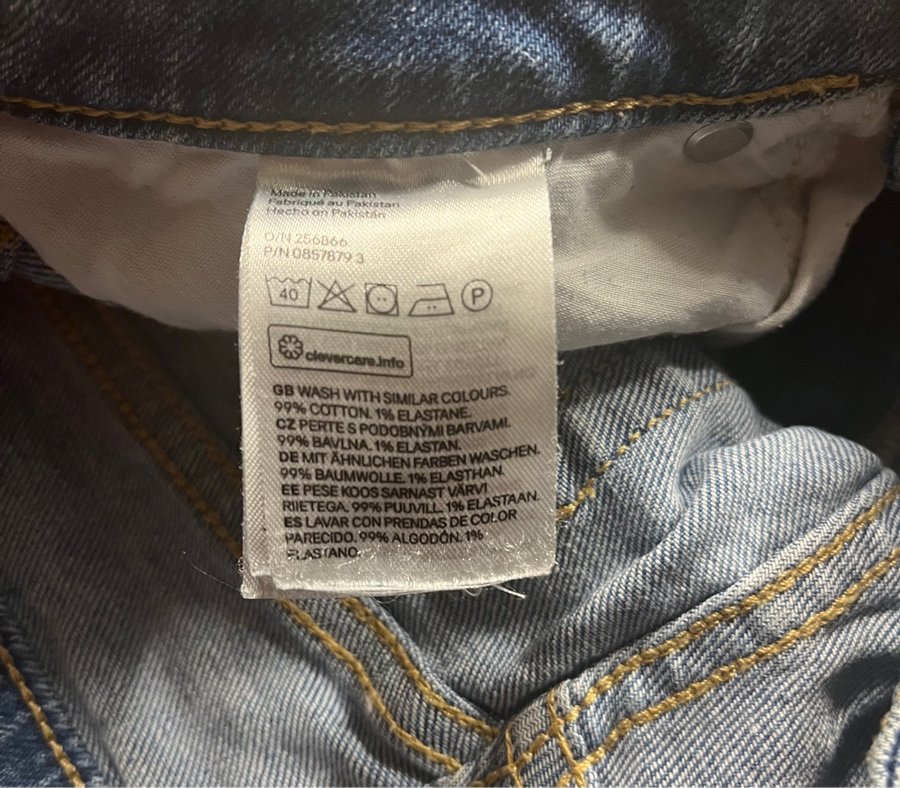 Made in Pakistan
Fabriqué au Pakistan
Hecho en Pakistán
O/N 256866
P/N 0857879 3
40 P
clevercare.info
GB WASH WITH SIMILAR COLOURS.
99% COTTON. 1% ELASTANE.
CZ PERTE S PODOBNÝMI BARVAMI.
99% BAVLNA. 1% ELASTAN.
DE MIT ÄHNLICHEN FARBEN WASCHEN.
99% BAUMWOLLE. 1% ELASTHAN.
EE PESE KOOS SARNAST VÄRVI
RIIETEGA. 99% PUUVILL. 1% ELASTAAN.
ES LAVAR CON PRENDAS DE COLOR
PARECIDO. 99% ALGODÓN. 1%
ELASTANO.